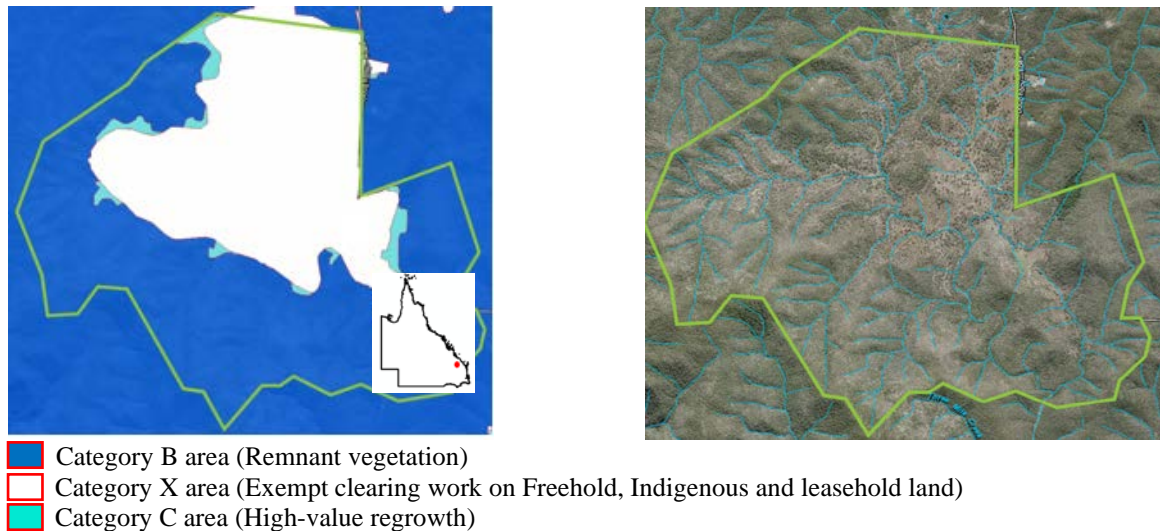 Category B area (Remnant vegetation)
Category X area (Exempt clearing work on Freehold, Indigenous and leasehold land)
Category C area (High-value regrowth)